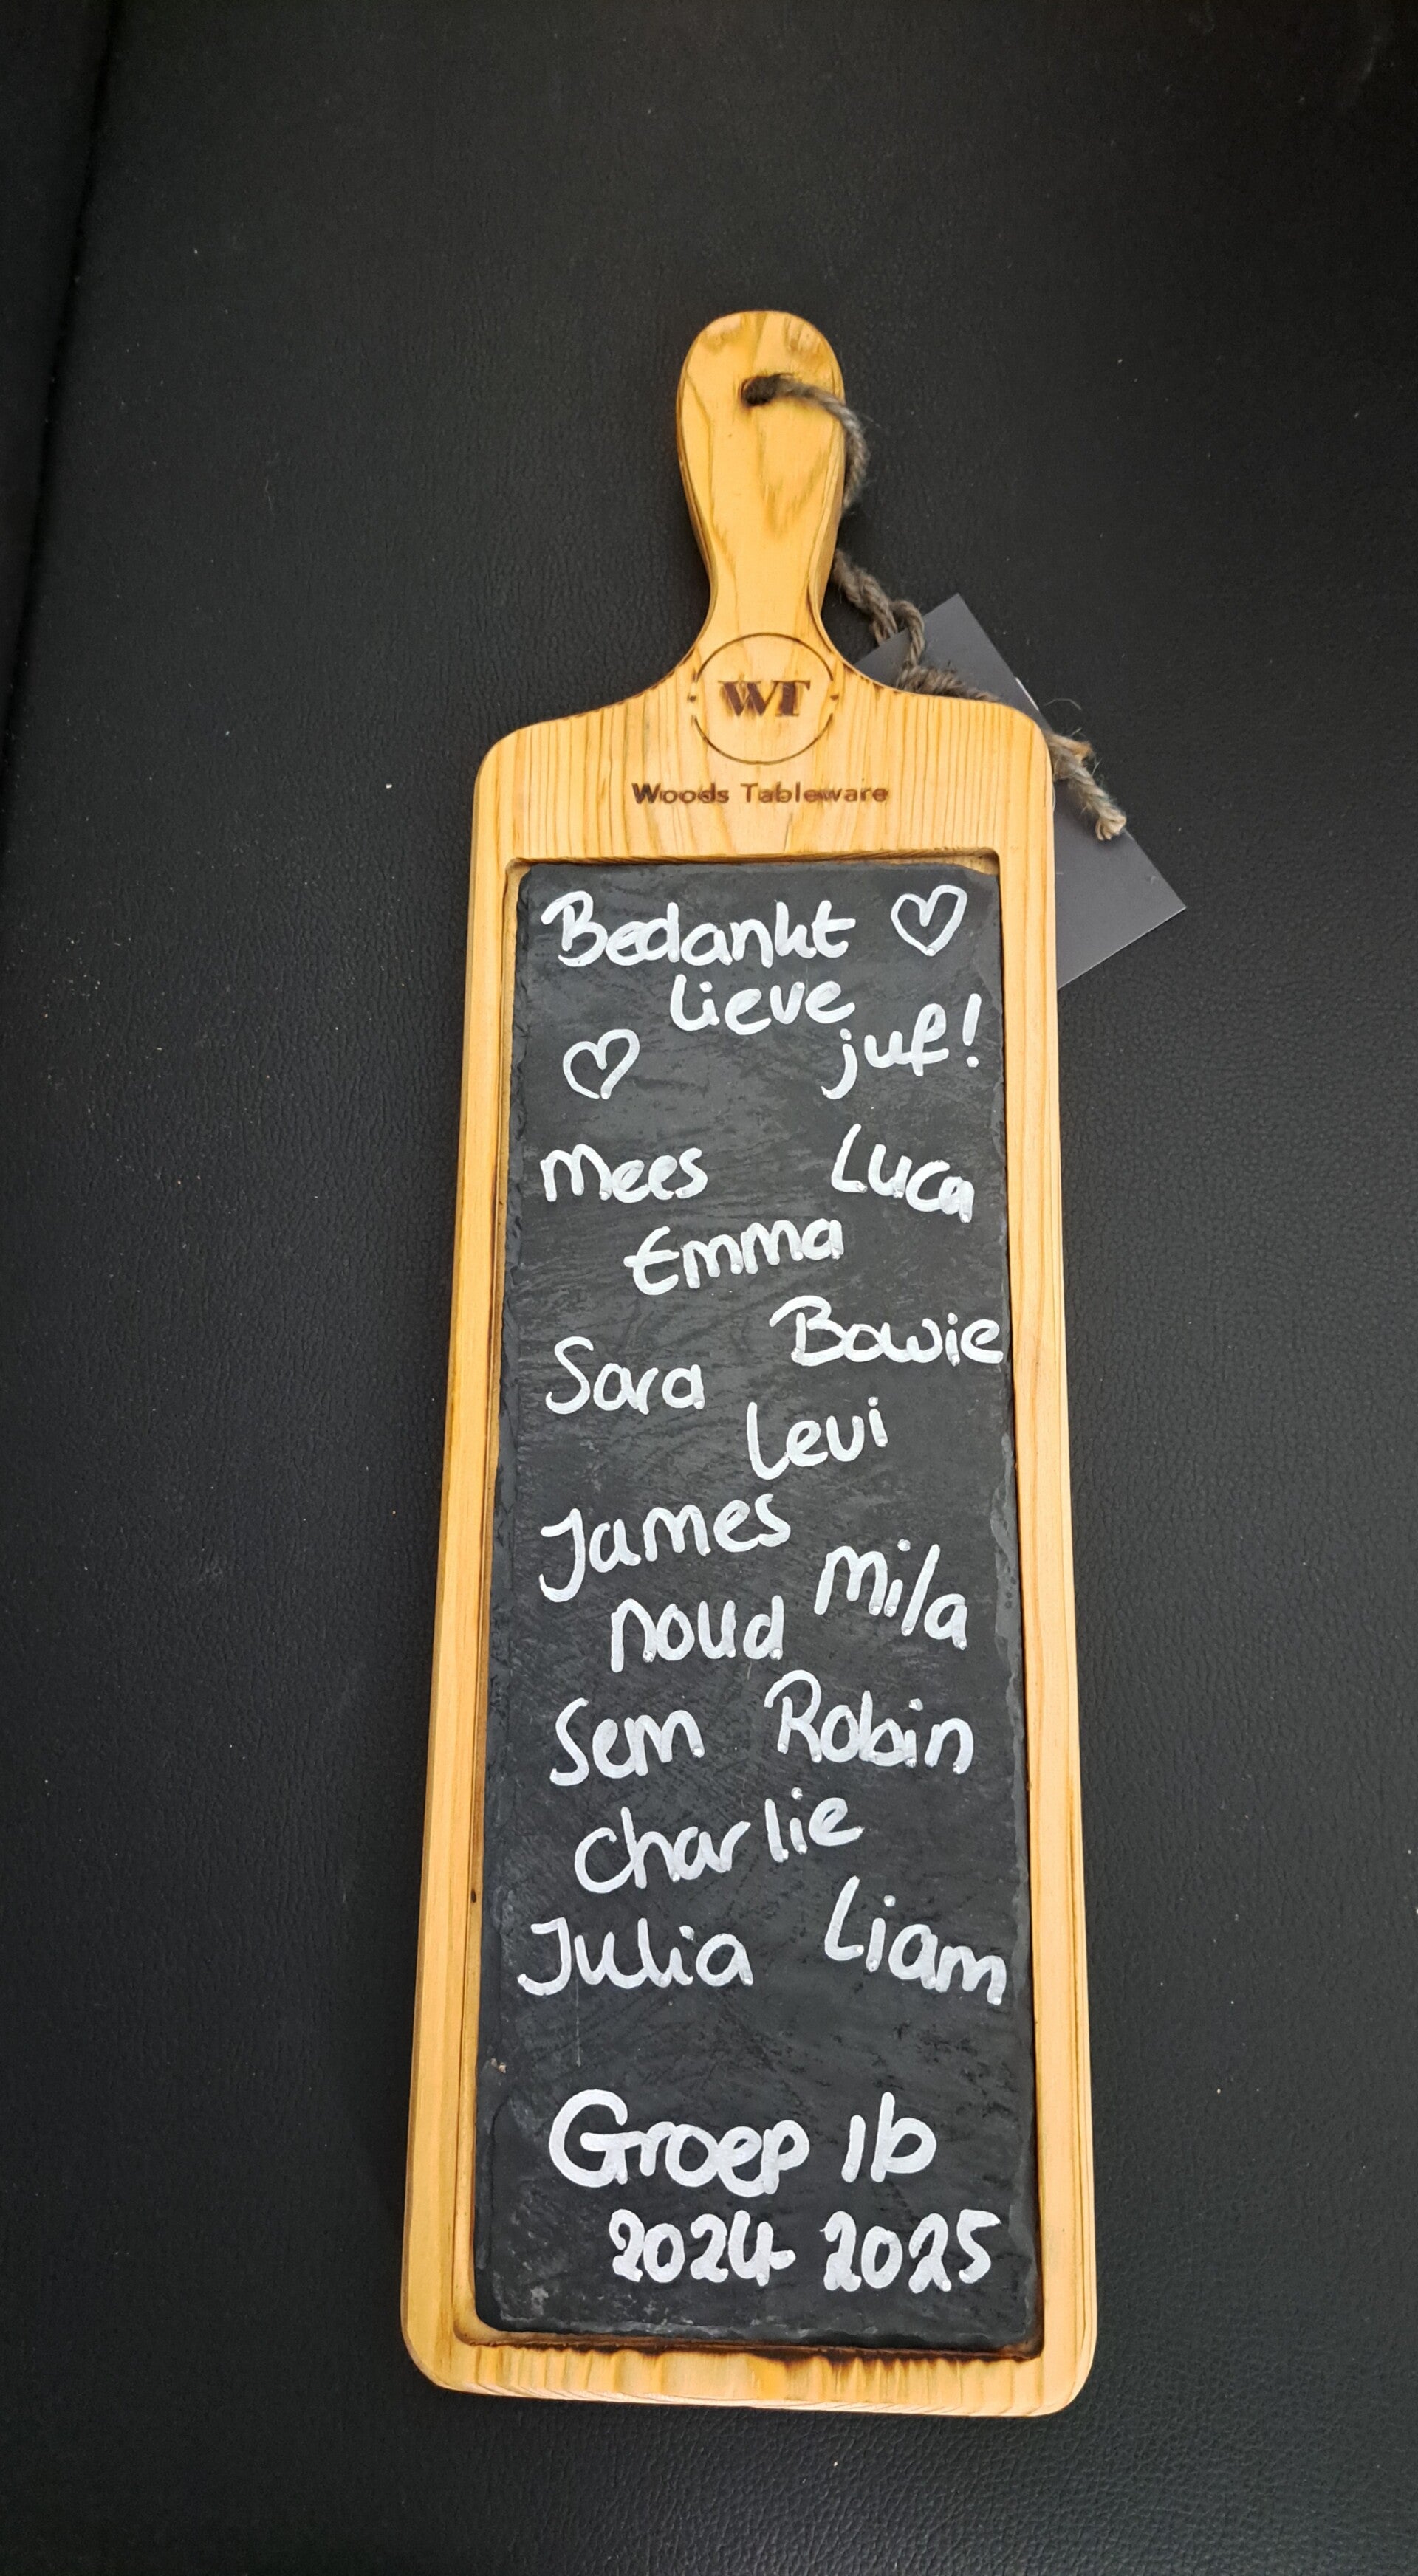 WT
Woods Tableware
Bedankt
lieve
juf!
Mees Luca
Emma
Bowie
Sara
Levi
James
Mila
noud
Sem Robin
charlie
Julia Liam
Groep 1b
2024 2025